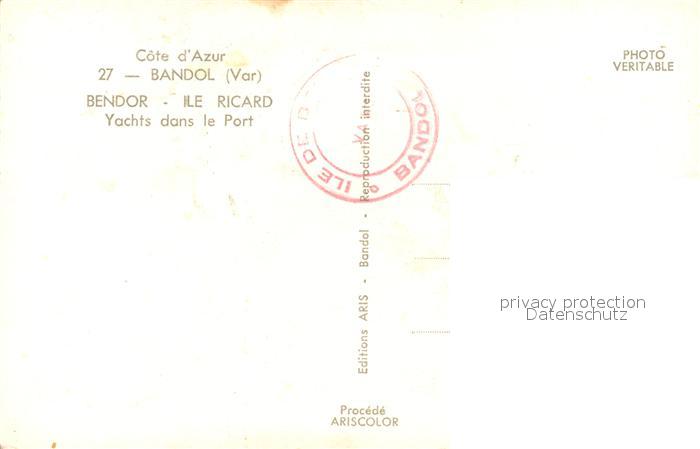 Côte d'Azur
27 — BANDOL (Var)
BENDOR - ILE RICARD
Yachts dans le Port
PHOTO
VERITABLE
ILE DE
BANDOL
Editions ARIS - Bandol - Reproduction interdite
privacy protection
Datenschutz
Procédé
ARISCOLOR